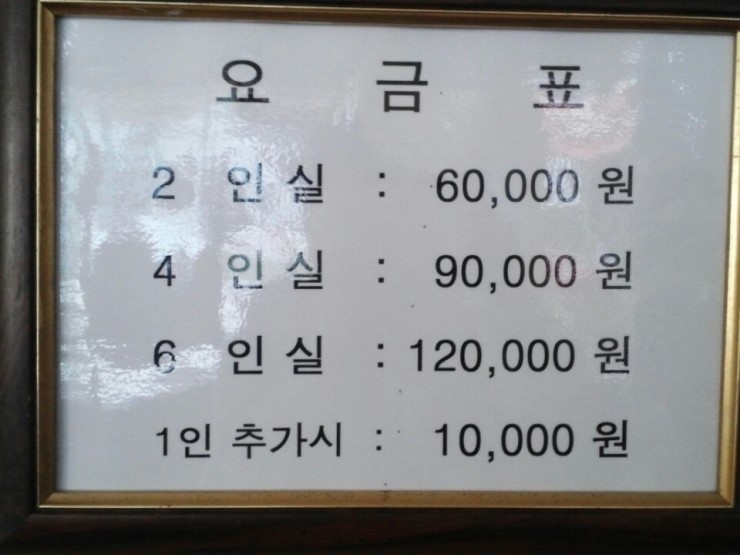 요 금 표
2 인 실 : 60,000 원
4 인 실 : 90,000 원
6 인 실 : 120,000 원
1인 추가시 : 10,000 원